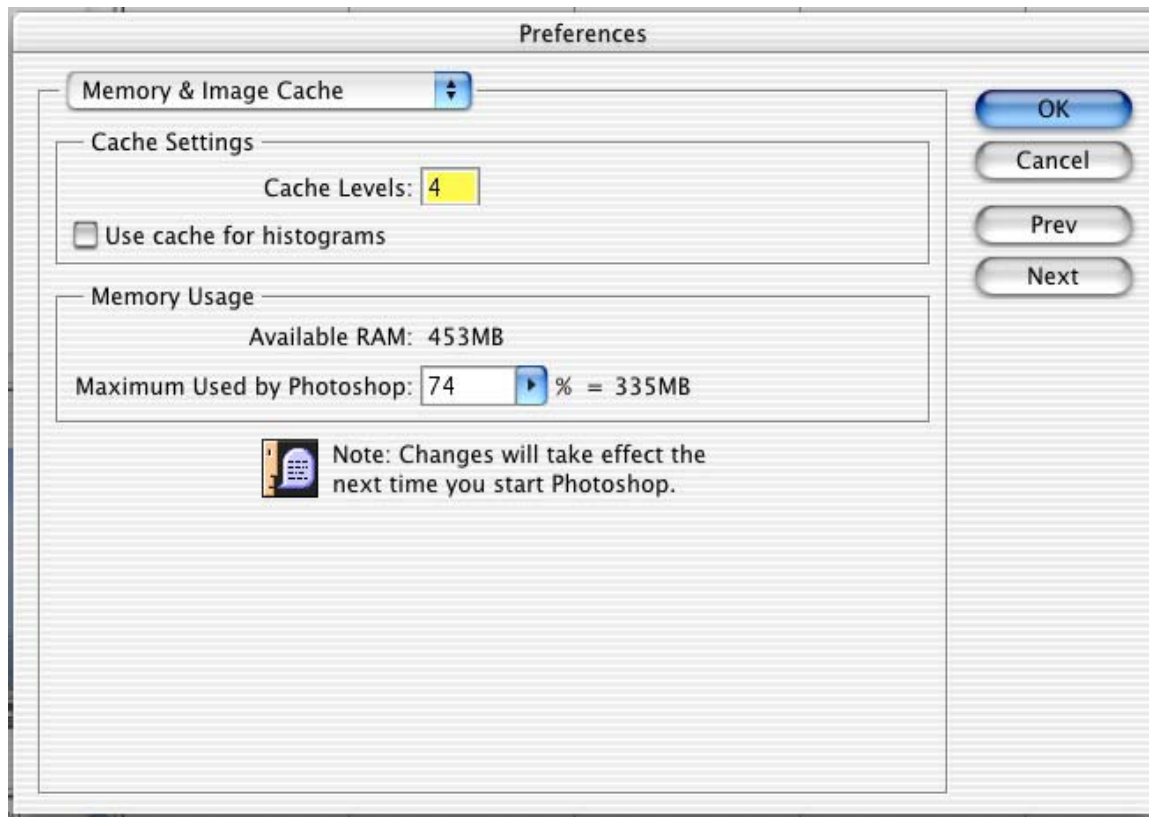 Preferences
Memory & Image Cache
OK
Cache Settings
Cancel
Cache Levels: 4
Prev
Use cache for histograms
Next
Memory Usage
Available RAM: 453MB
Maximum Used by Photoshop: 74 % = 335MB
Note: Changes will take effect the
next time you start Photoshop.